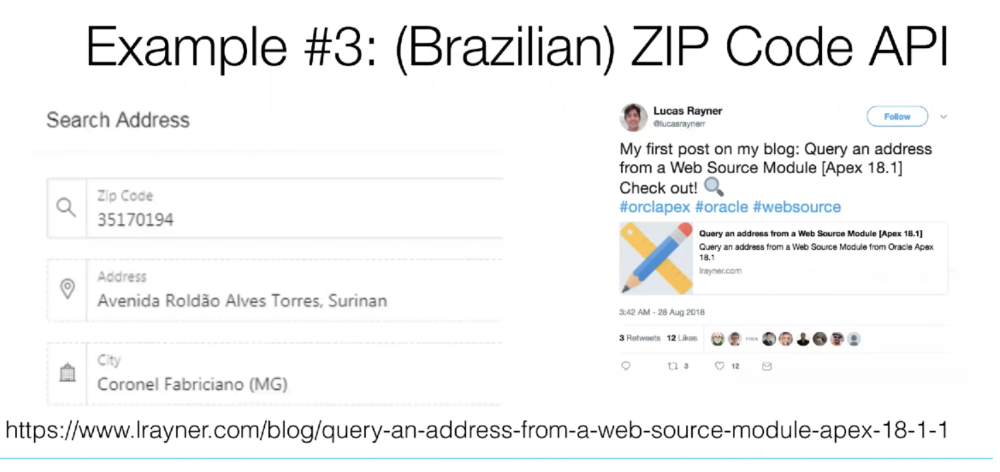 Example #3: (Brazilian) ZIP Code API
Search Address
Zip Code
35170194
Address
Avenida Roldão Alves Torres, Surinan
City
Coronel Fabriciano (MG)
Lucas Rayner
@lucasraynerr
Follow
My first post on my blog: Query an address
from a Web Source Module [Apex 18.1]
Check out!
#orclapex #oracle #websource
Query an address from a Web Source Module [Apex 18.1]
Query an address from a Web Source Module from Oracle Apex
18.1
lrayner.com
3:42 AM - 28 Aug 2018
3 Retweets 12 Likes
3 12
https://www.lrayner.com/blog/query-an-address-from-a-web-source-module-apex-18-1-1